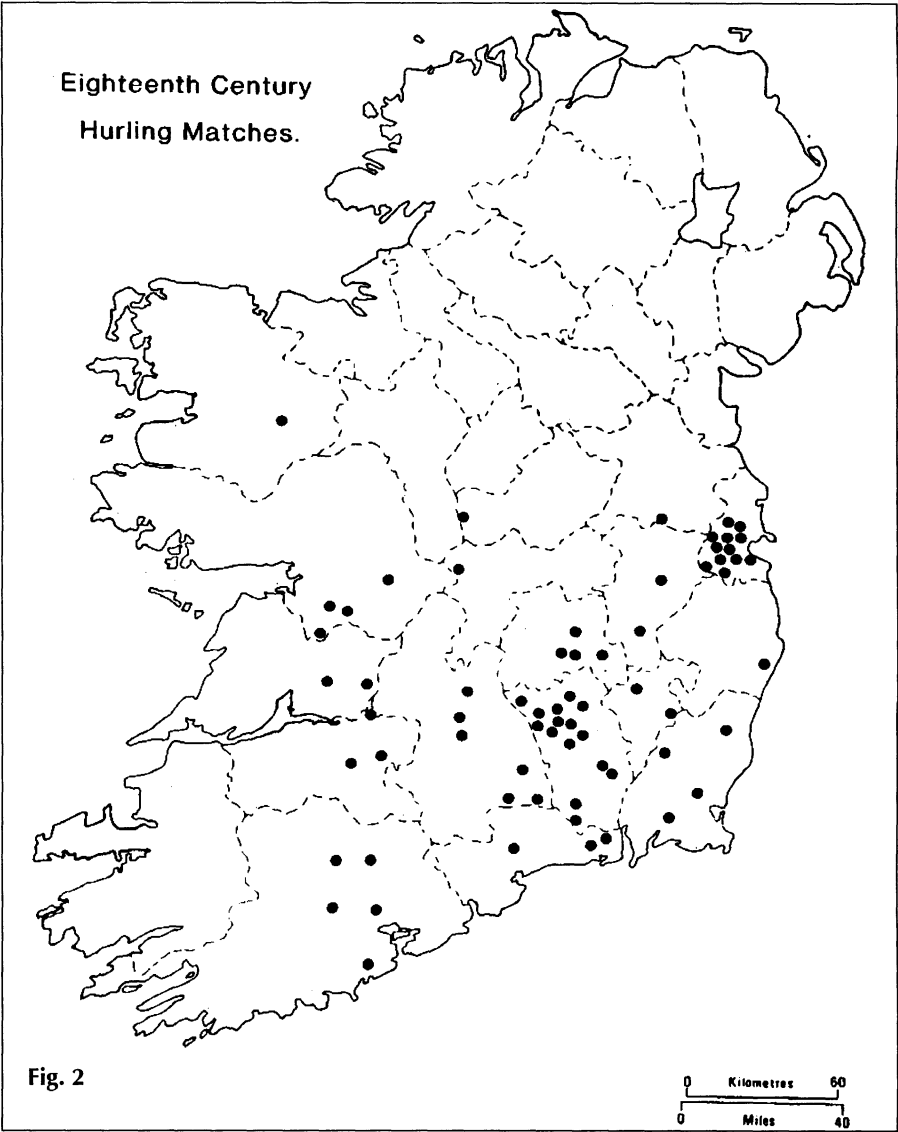 Eighteenth Century
Hurling Matches.
Fig. 2
0 Kilometres 60
0 Miles 40